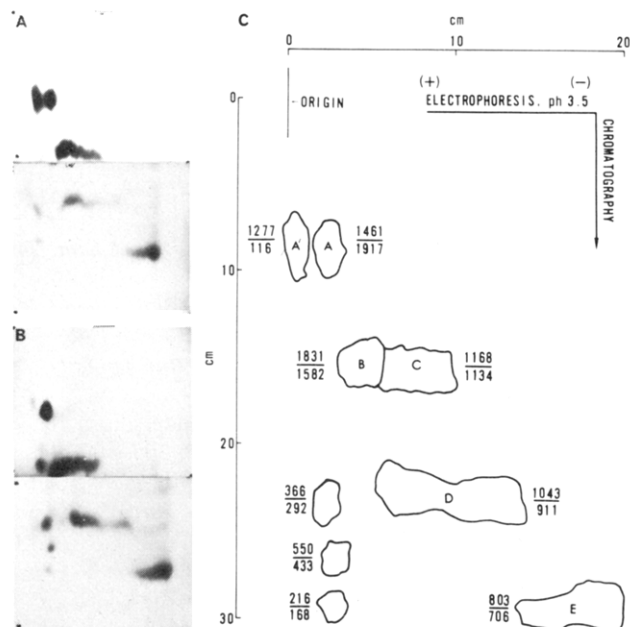 A
C
cm
0
10
20
(+)
(−)
0
- ORIGIN
ELECTROPHORESIS. ph 3.5
CHROMATOGRAPHY
1277
116
A'
A
1461
1917
10
B
cm
1831
1582
B
C
1168
1134
20
366
292
D
1043
911
550
433
216
168
803
706
E
30